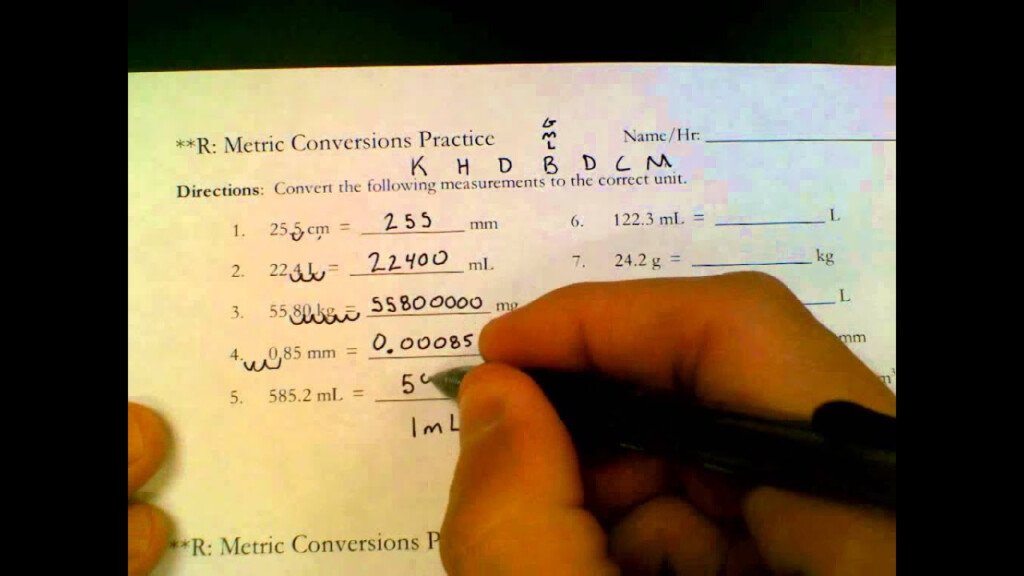 G
M
L
**R: Metric Conversions Practice Name/Hr:
K H D B D C M
Directions: Convert the following measurements to the correct unit.
1. 25.5 cm = 255 mm
2. 22.4 L = 22400 mL
3. 55.80 kg = 55800000 mg
4. 0.85 mm = 0.00085
5. 585.2 mL = 5
1mL
6. 122.3 mL = L
7. 24.2 g = kg
L
mm
**R: Metric Conversions P